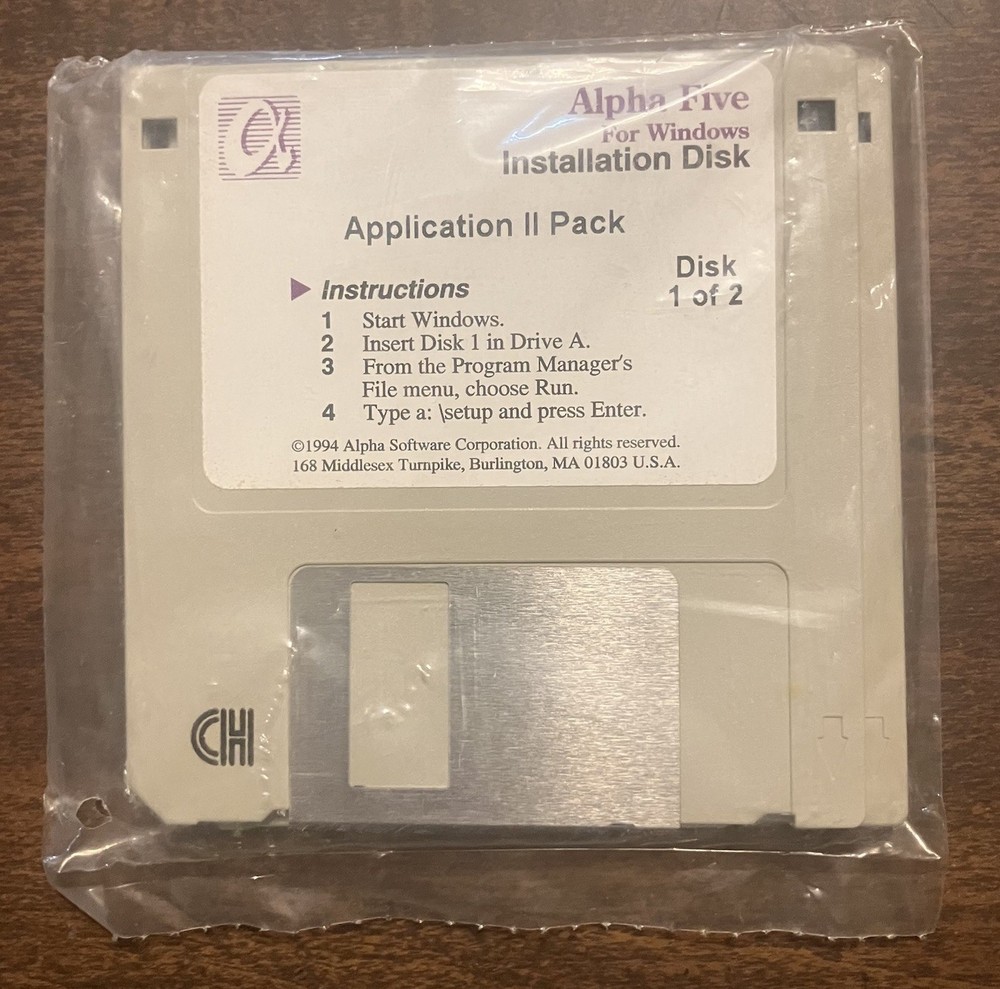 Alpha Five
For Windows
Installation Disk
Application II Pack
Disk
1 of 2
Instructions
1 Start Windows.
2 Insert Disk 1 in Drive A.
3 From the Program Manager's
File menu, choose Run.
4 Type a: \setup and press Enter.
©1994 Alpha Software Corporation. All rights reserved.
168 Middlesex Turnpike, Burlington, MA 01803 U.S.A.
CH